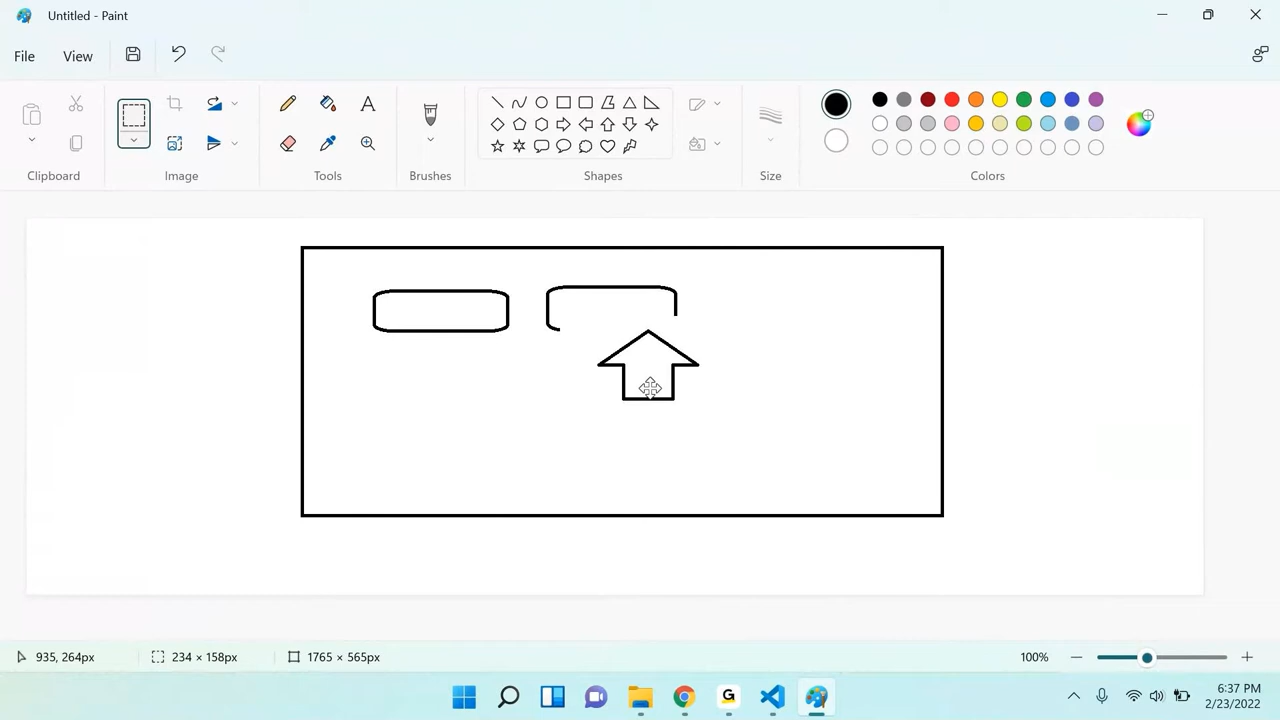 Untitled - Paint
File View
Clipboard
Image
Tools
A
Brushes
Shapes
Size
Colors
935, 264px
234 × 158px
1765 × 565px
100%
G
6:37 PM
2/23/2022